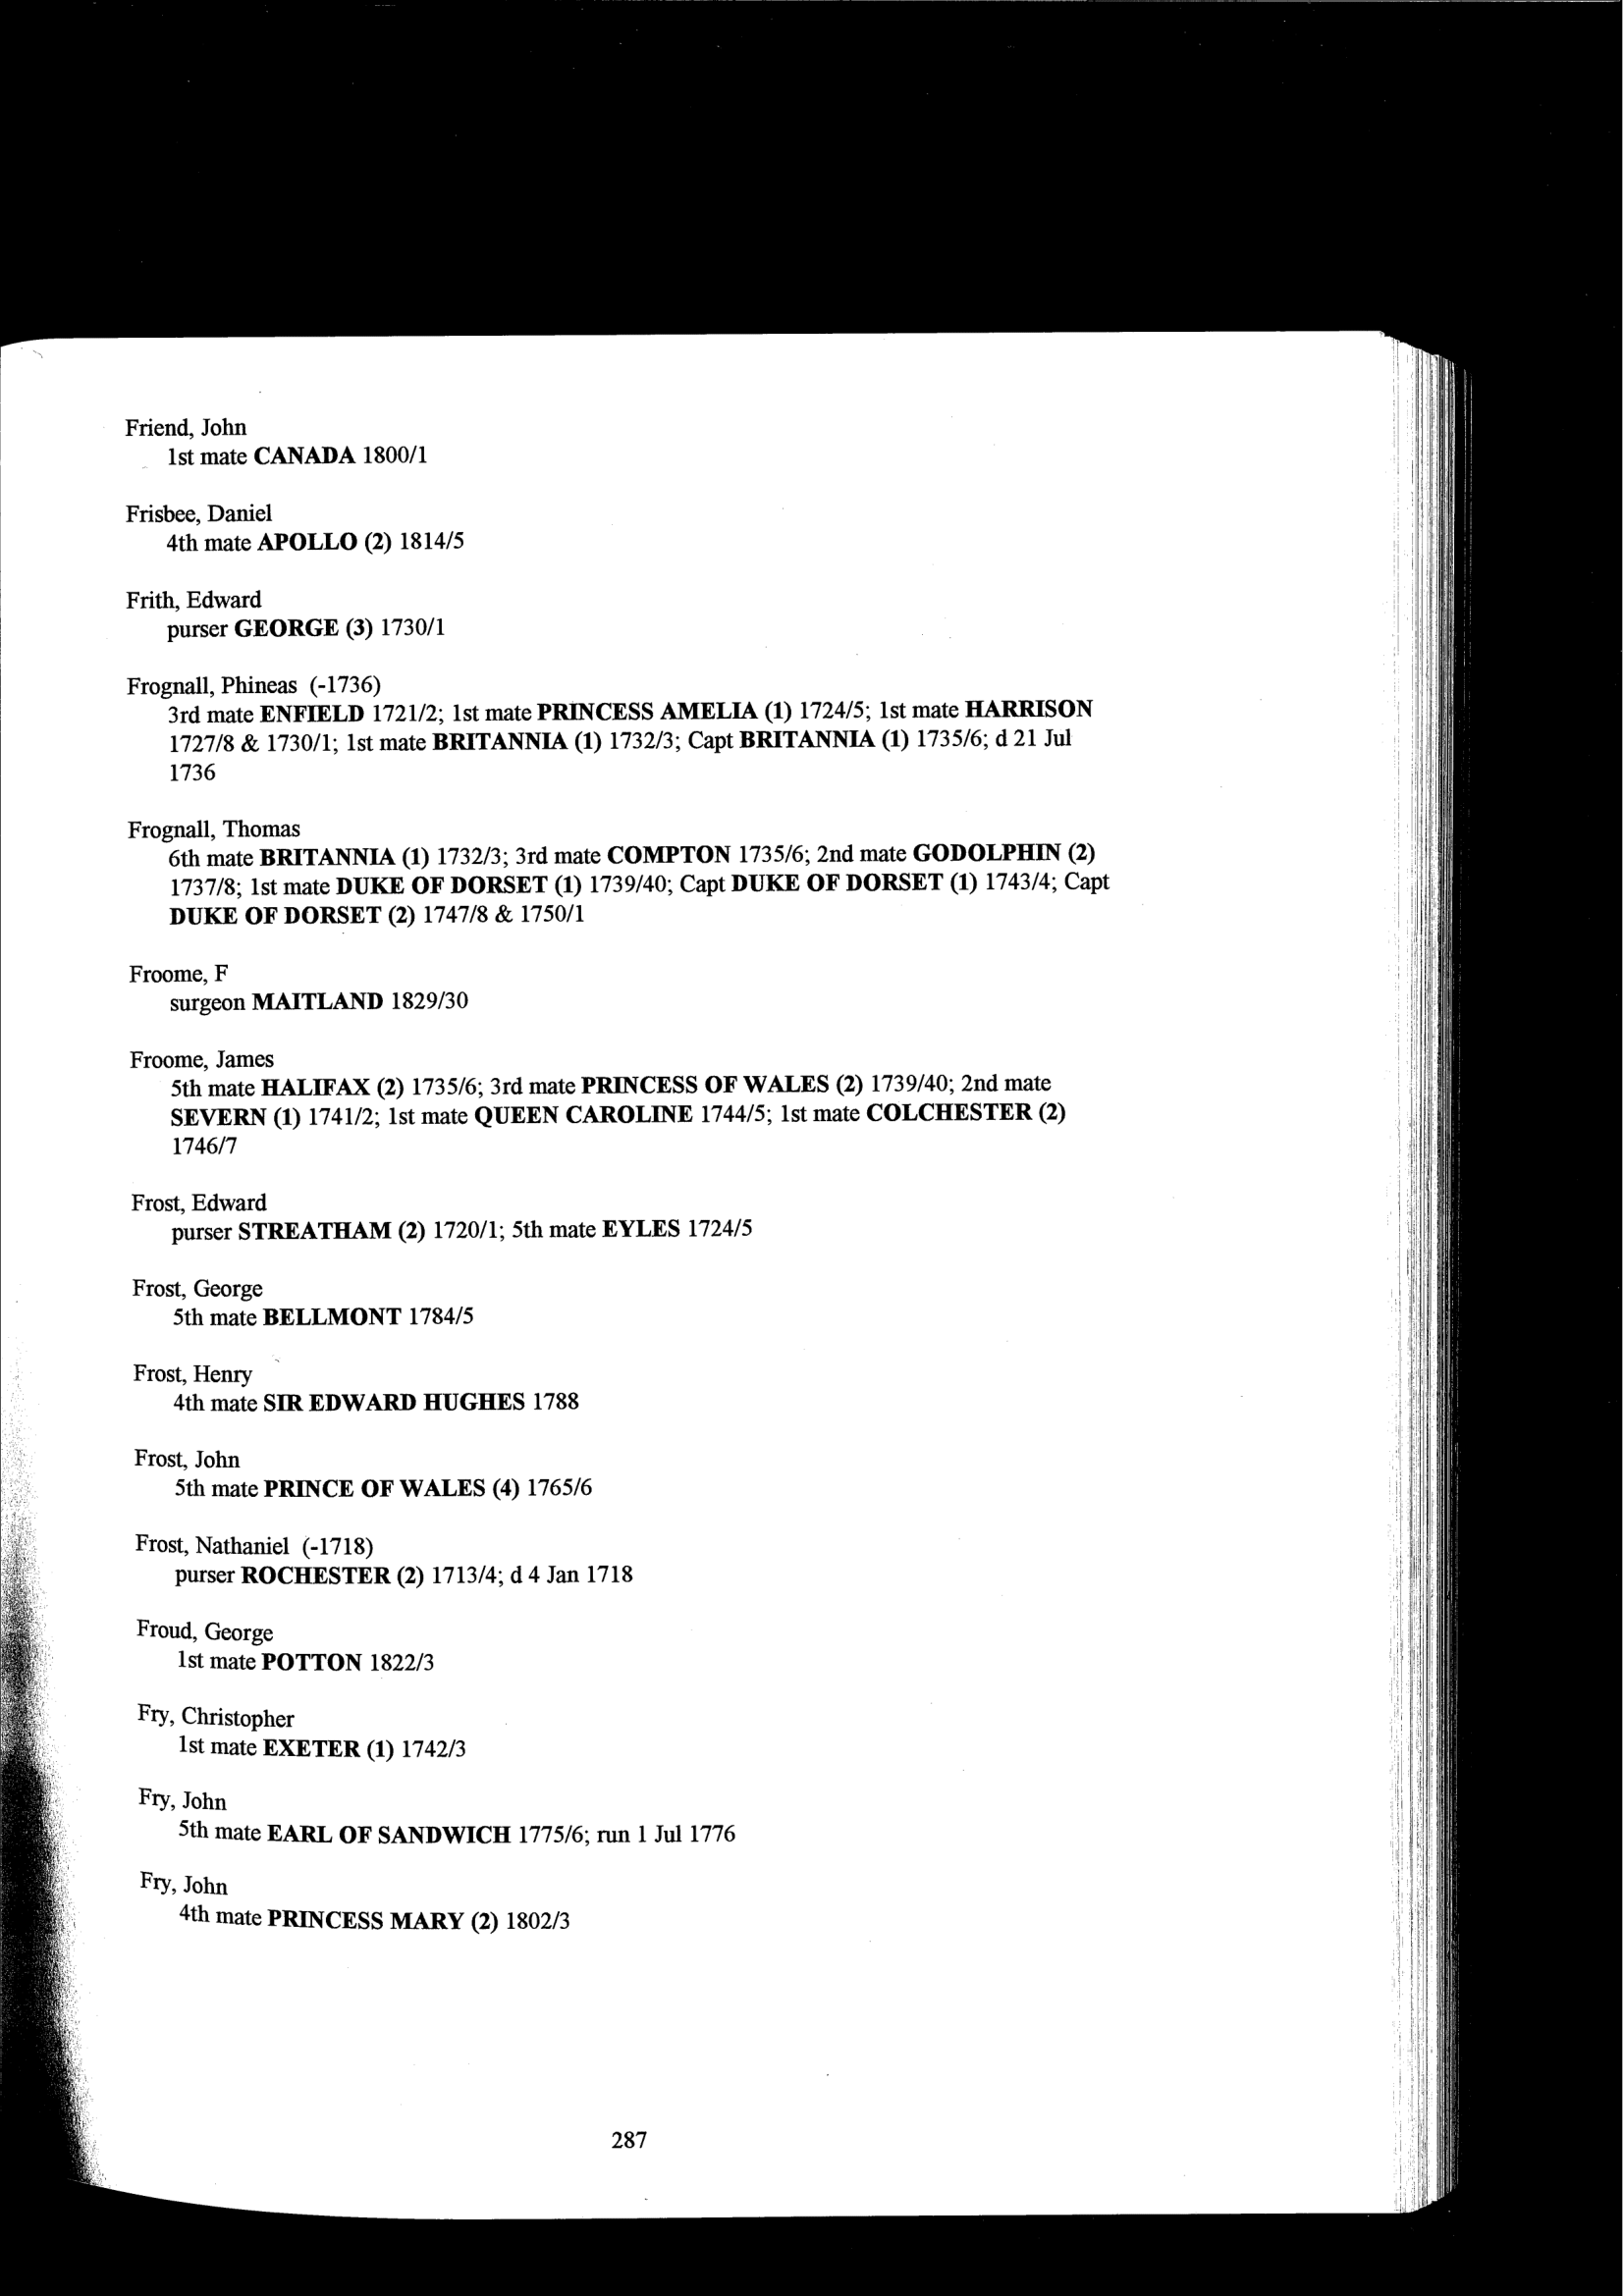 Friend, John
1st mate CANADA 1800/1
Frisbee, Daniel
4th mate APOLLO (2) 1814/5
Frith, Edward
purser GEORGE (3) 1730/1
Frognall, Phineas (-1736)
3rd mate ENFIELD 1721/2; 1st mate PRINCESS AMELIA (1) 1724/5; 1st mate HARRISON
1727/8 & 1730/1; 1st mate BRITANNIA (1) 1732/3; Capt BRITANNIA (1) 1735/6; d 21 Jul
1736
Frognall, Thomas
6th mate BRITANNIA (1) 1732/3; 3rd mate COMPTON 1735/6; 2nd mate GODOLPHIN (2)
1737/8; 1st mate DUKE OF DORSET (1) 1739/40; Capt DUKE OF DORSET (1) 1743/4; Capt
DUKE OF DORSET (2) 1747/8 & 1750/1
Froome, F
surgeon MAITLAND 1829/30
Froome, James
5th mate HALIFAX (2) 1735/6; 3rd mate PRINCESS OF WALES (2) 1739/40; 2nd mate
SEVERN (1) 1741/2; 1st mate QUEEN CAROLINE 1744/5; 1st mate COLCHESTER (2)
1746/7
Frost, Edward
purser STREATHAM (2) 1720/1; 5th mate EYLES 1724/5
Frost, George
5th mate BELLMONT 1784/5
Frost, Henry
4th mate SIR EDWARD HUGHES 1788
Frost, John
5th mate PRINCE OF WALES (4) 1765/6
Frost, Nathaniel (-1718)
purser ROCHESTER (2) 1713/4; d 4 Jan 1718
Froud, George
1st mate POTTON 1822/3
Fry, Christopher
1st mate EXETER (1) 1742/3
Fry, John
5th mate EARL OF SANDWICH 1775/6; run 1 Jul 1776
Fry, John
4th mate PRINCESS MARY (2) 1802/3
287